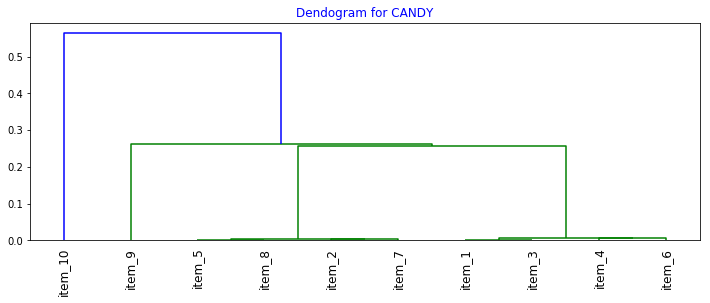 Dendogram for CANDY
0.5
0.4
0.3
0.2
0.1
0.0
item_10
item_9
item_5
item_8
item_2
item_7
item_1
item_3
item_4
item_6